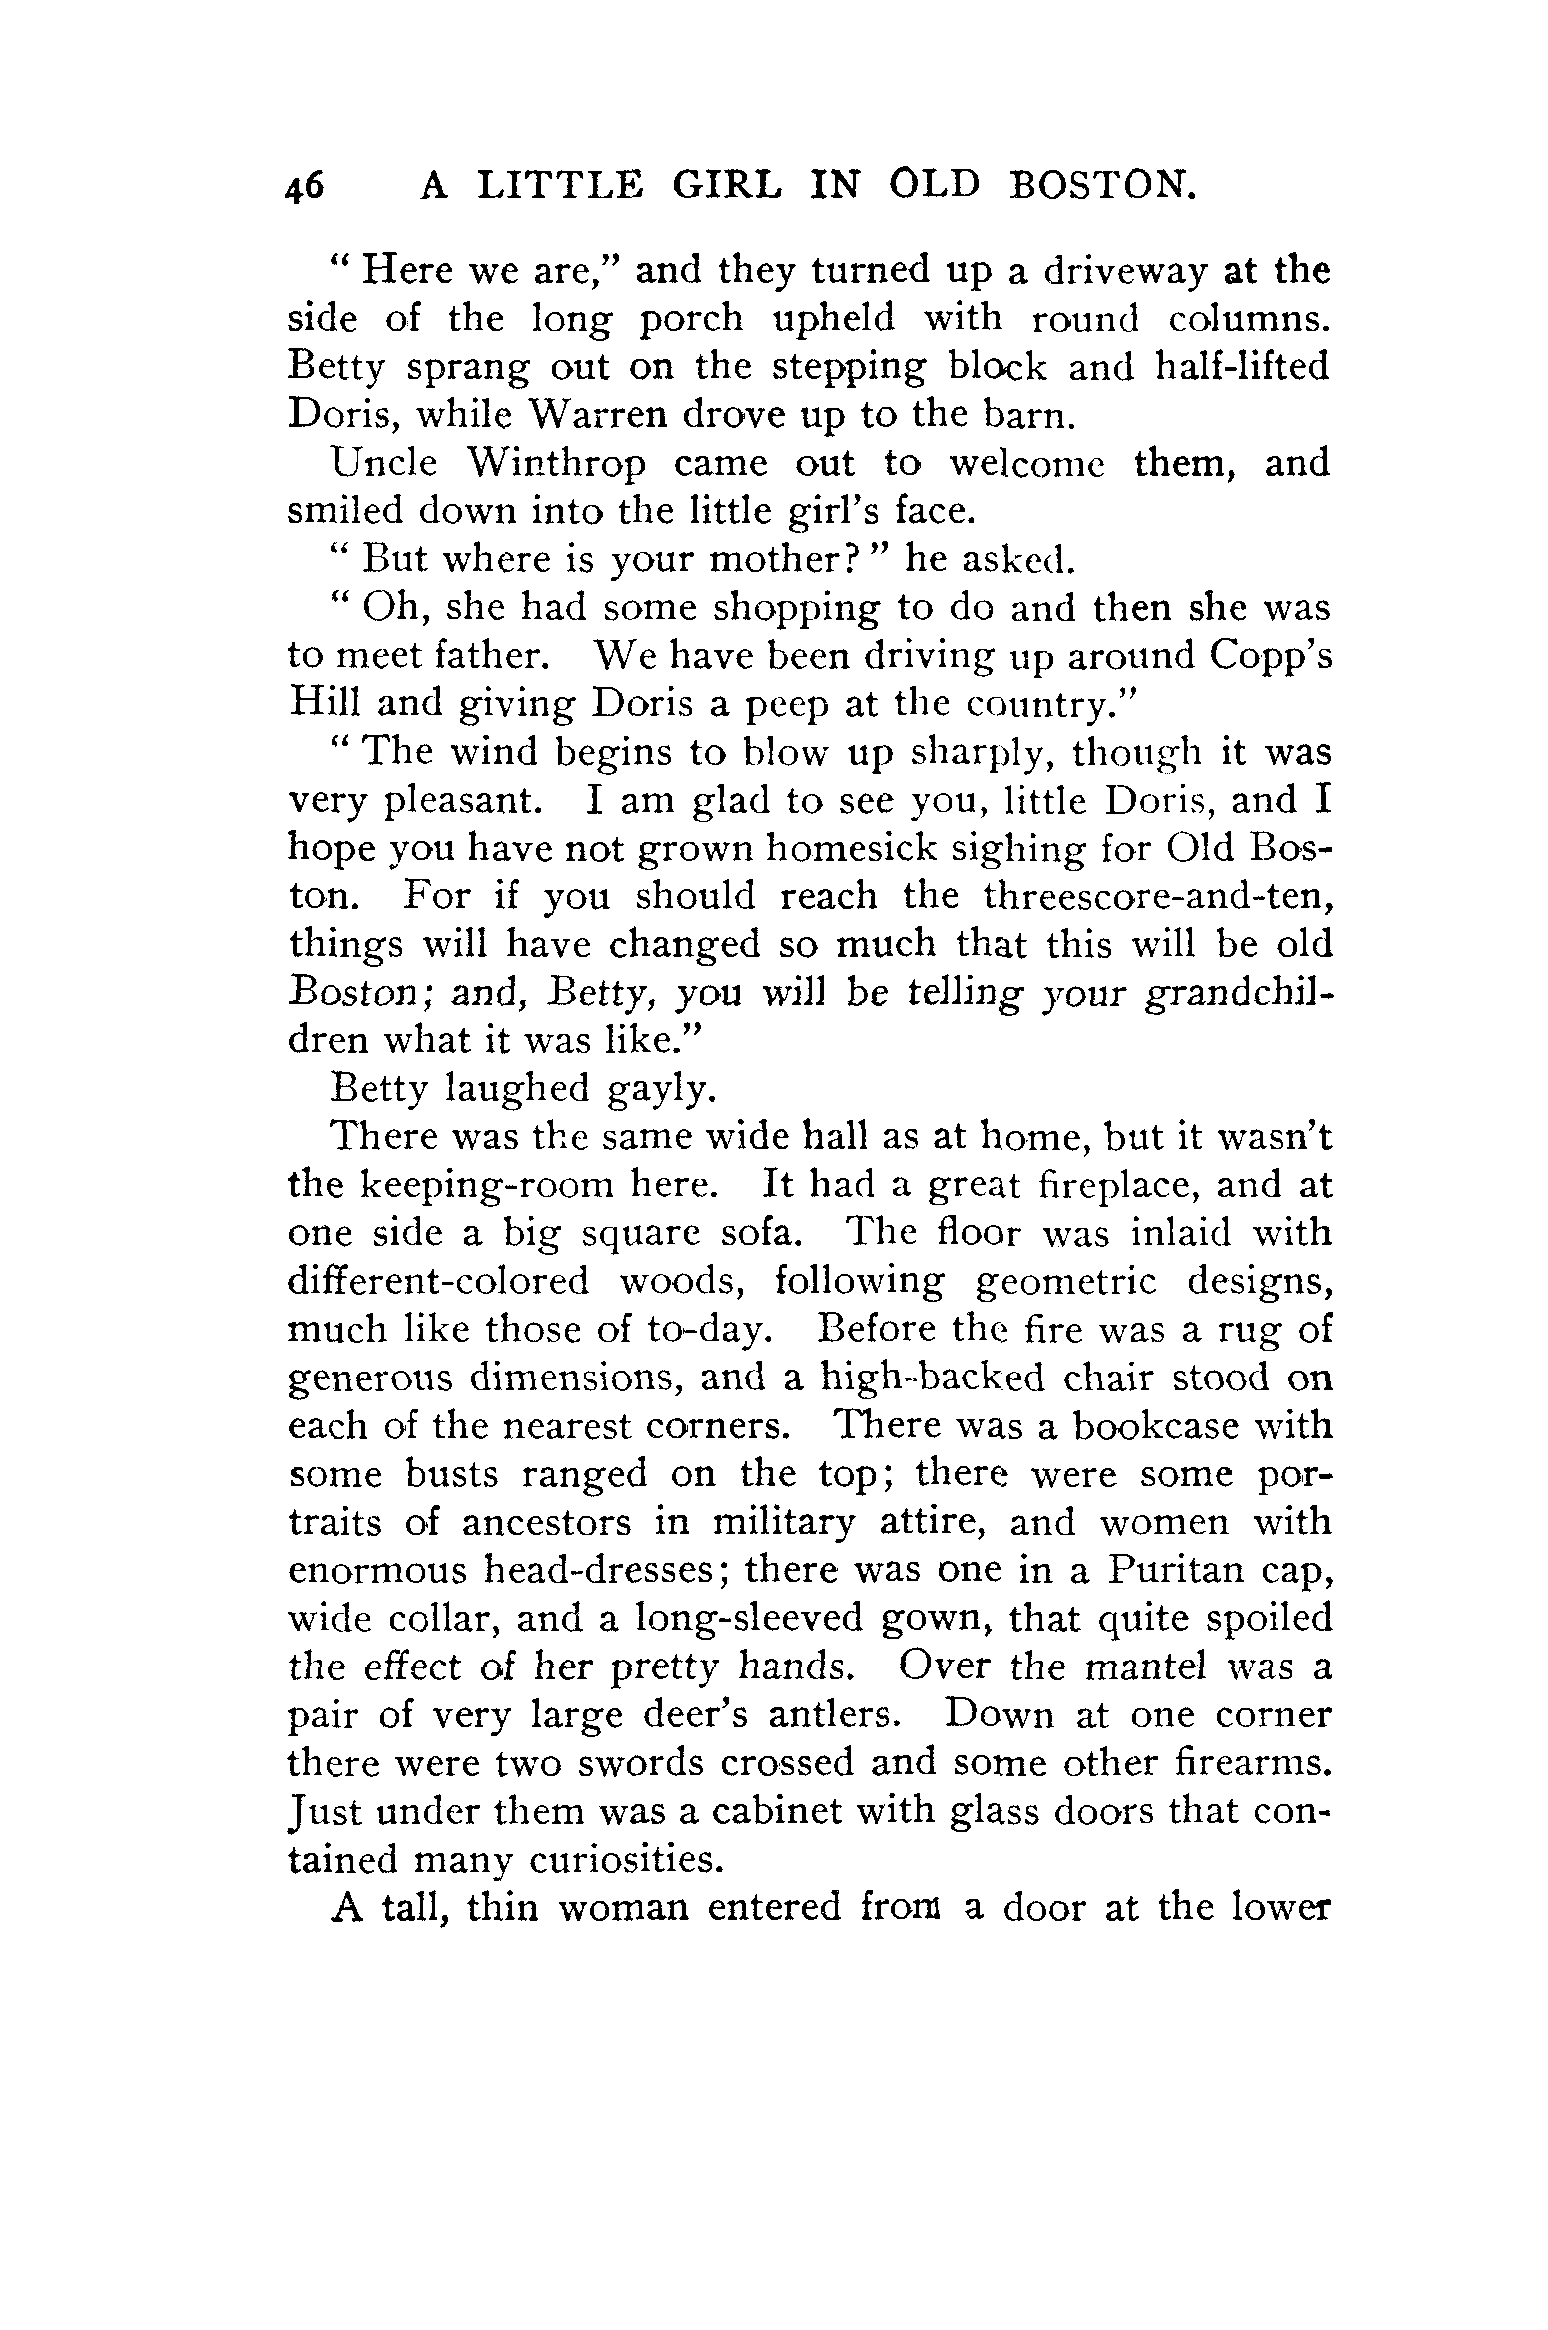 46 A LITTLE GIRL IN OLD BOSTON.
“ Here we are,” and they turned up a driveway at the
side of the long porch upheld with round columns.
Betty sprang out on the stepping block and half-lifted
Doris, while Warren drove up to the barn.
Uncle Winthrop came out to welcome them, and
smiled down into the little girl’s face.
“ But where is your mother? ” he asked.
“ Oh, she had some shopping to do and then she was
to meet father. We have been driving up around Copp’s
Hill and giving Doris a peep at the country.”
“ The wind begins to blow up sharply, though it was
very pleasant. I am glad to see you, little Doris, and I
hope you have not grown homesick sighing for Old Bos-
ton. For if you should reach the threescore-and-ten,
things will have changed so much that this will be old
Boston; and, Betty, you will be telling your grandchil-
dren what it was like.”
Betty laughed gayly.
There was the same wide hall as at home, but it wasn’t
the keeping-room here. It had a great fireplace, and at
one side a big square sofa. The floor was inlaid with
different-colored woods, following geometric designs,
much like those of to-day. Before the fire was a rug of
generous dimensions, and a high-backed chair stood on
each of the nearest corners. There was a bookcase with
some busts ranged on the top; there were some por-
traits of ancestors in military attire, and women with
enormous head-dresses; there was one in a Puritan cap,
wide collar, and a long-sleeved gown, that quite spoiled
the effect of her pretty hands. Over the mantel was a
pair of very large deer’s antlers. Down at one corner
there were two swords crossed and some other firearms.
Just under them was a cabinet with glass doors that con-
tained many curiosities.
A tall, thin woman entered from a door at the lower